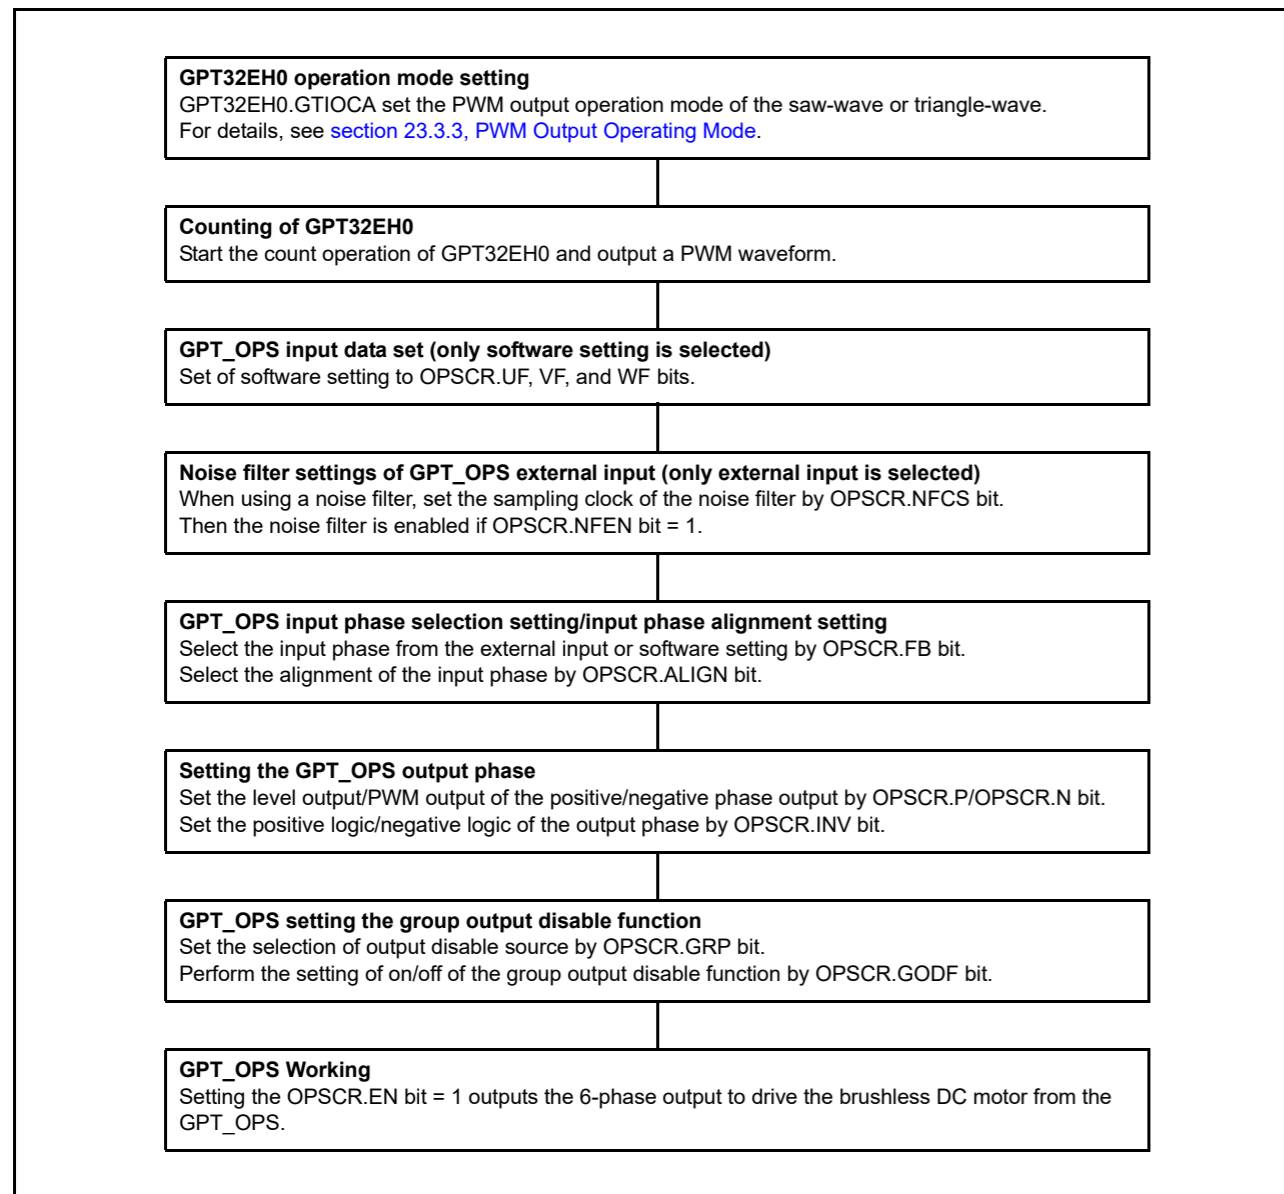 GPT32EH0 operation mode setting
GPT32EH0.GTIOCA set the PWM output operation mode of the saw-wave or triangle-wave.
For details, see section 23.3.3, PWM Output Operating Mode.
Counting of GPT32EH0
Start the count operation of GPT32EH0 and output a PWM waveform.
GPT_OPS input data set (only software setting is selected)
Set of software setting to OPSCR.UF, VF, and WF bits.
Noise filter settings of GPT_OPS external input (only external input is selected)
When using a noise filter, set the sampling clock of the noise filter by OPSCR.NFCS bit.
Then the noise filter is enabled if OPSCR.NFEN bit = 1.
GPT_OPS input phase selection setting/input phase alignment setting
Select the input phase from the external input or software setting by OPSCR.FB bit.
Select the alignment of the input phase by OPSCR.ALIGN bit.
Setting the GPT_OPS output phase
Set the level output/PWM output of the positive/negative phase output by OPSCR.P/OPSCR.N bit.
Set the positive logic/negative logic of the output phase by OPSCR.INV bit.
GPT_OPS setting the group output disable function
Set the selection of output disable source by OPSCR.GRP bit.
Perform the setting of on/off of the group output disable function by OPSCR.GODF bit.
GPT_OPS Working
Setting the OPSCR.EN bit = 1 outputs the 6-phase output to drive the brushless DC motor from the
GPT_OPS.